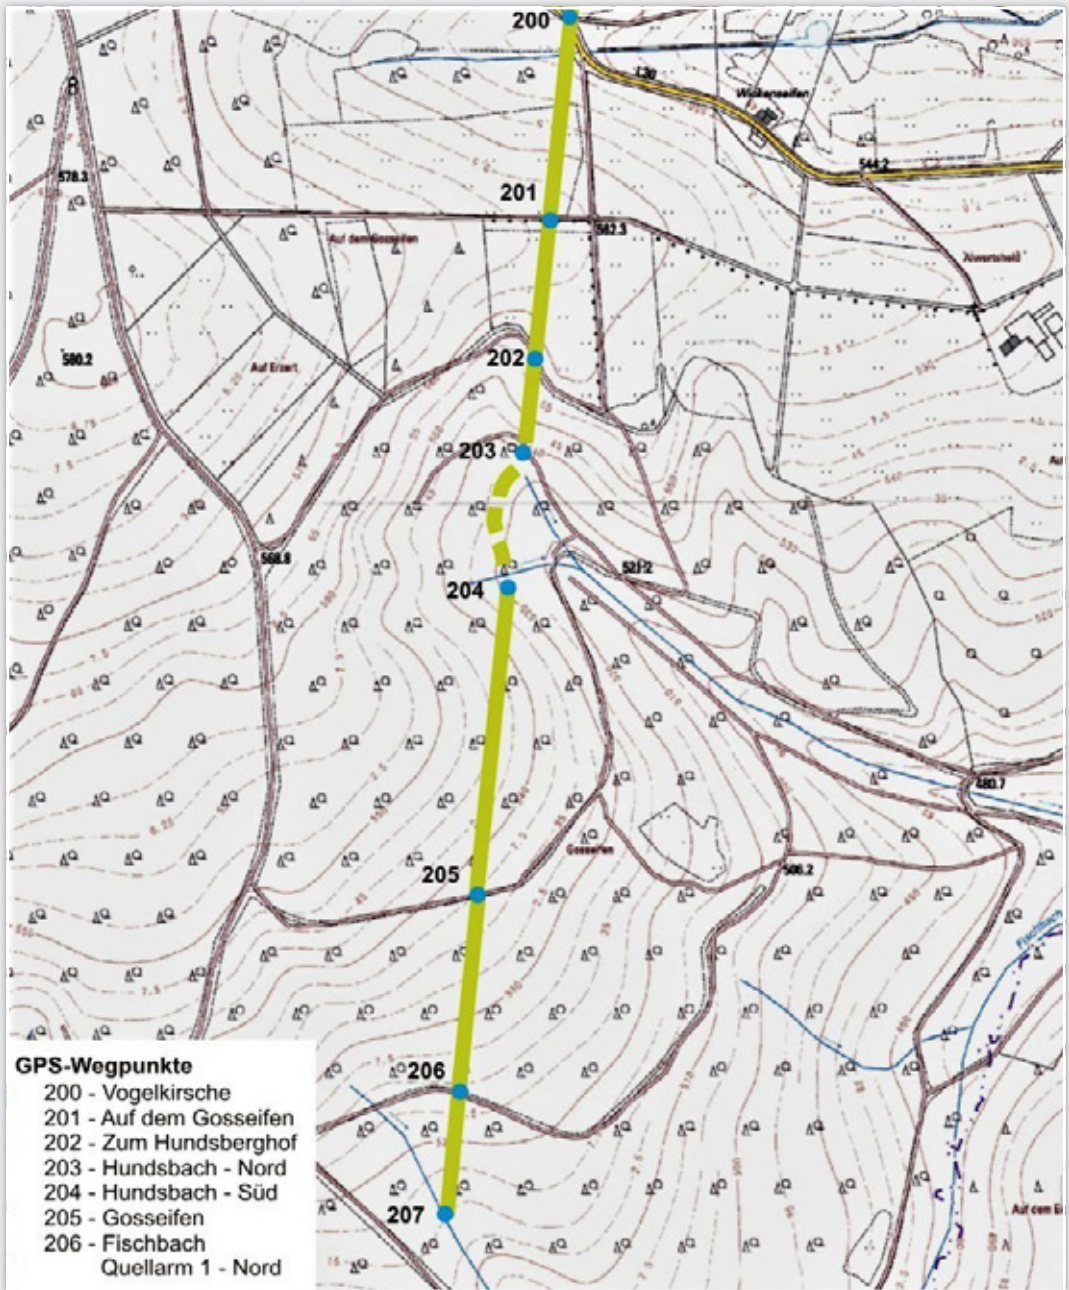 200
L30
Wickenseifen
578.3
544.2
201
562.3
Auf dem Gosseifen
580.2
202
Auf Erzert
203
568.8
521.2
204
480.7
Gosseifen
205
506.2
Fischbach
206
207
GPS-Wegpunkte
200 - Vogelkirsche
201 - Auf dem Gosseifen
202 - Zum Hundsberghof
203 - Hundsbach - Nord
204 - Hundsbach - Süd
205 - Gosseifen
206 - Fischbach
Quellarm 1 - Nord